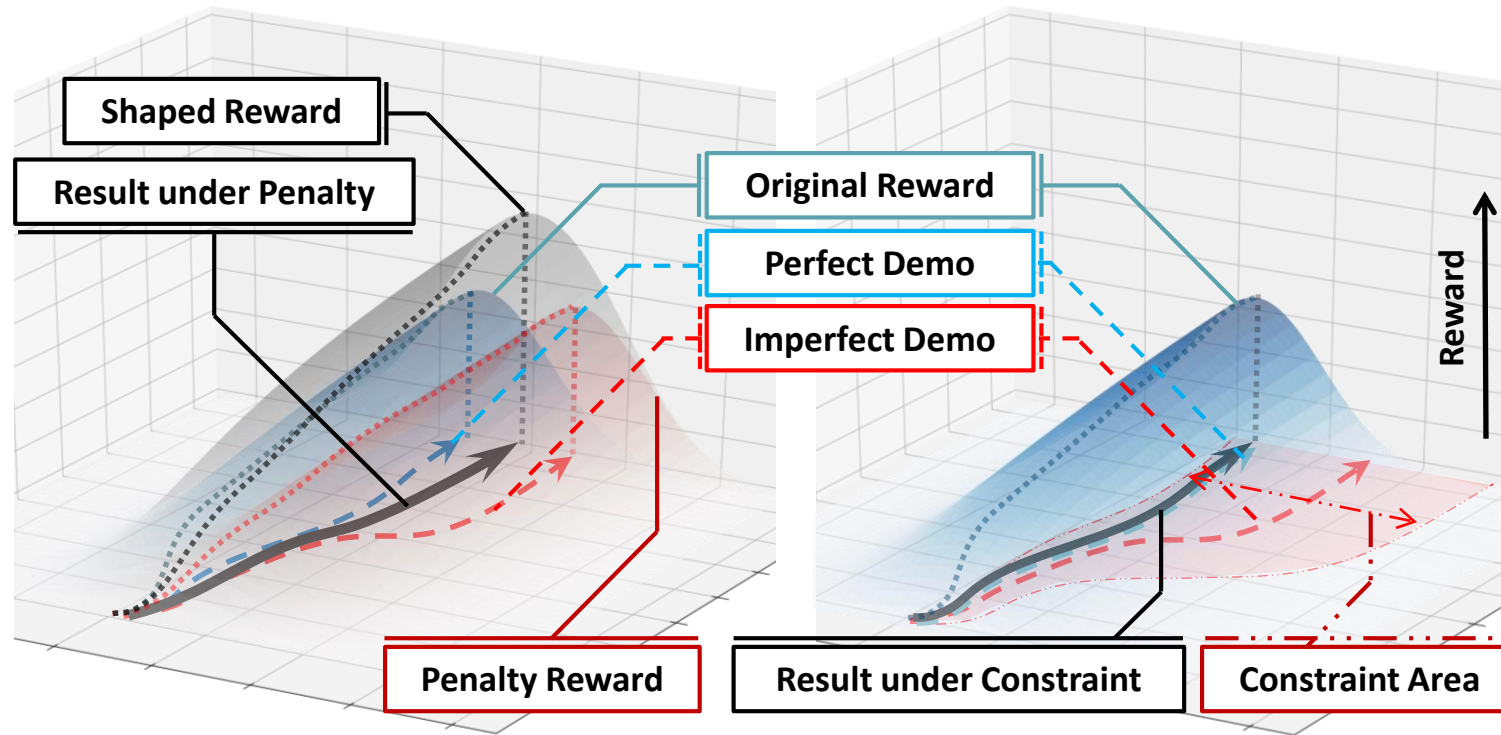 Shaped Reward
Result under Penalty
Original Reward
Perfect Demo
Imperfect Demo
Reward
Penalty Reward
Result under Constraint
Constraint Area